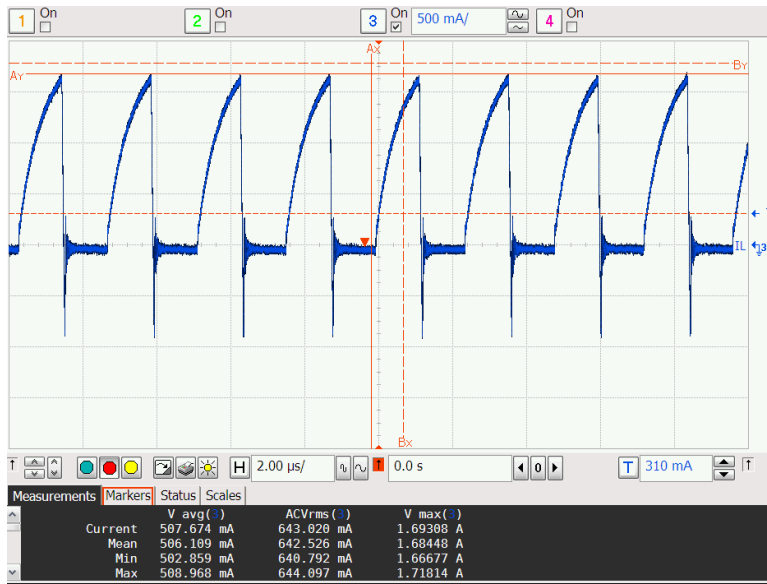 1 On 2 On 3 On 500 mA/ 4 On
AX
BY
AY
IL 3
BX
H 2.00 µs/ 0.0 s 0 T 310 mA
Measurements Markers Status Scales
V avg(3) ACVrms(3) V max(3)
Current 507.674 mA 643.020 mA 1.69308 A
Mean 506.109 mA 642.526 mA 1.68448 A
Min 502.859 mA 640.792 mA 1.66677 A
Max 508.968 mA 644.097 mA 1.71814 A